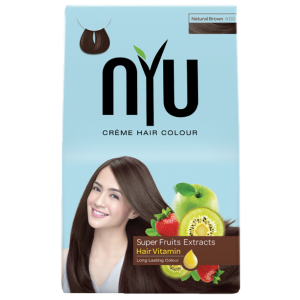 Natural Brown
nYU
CRÈME HAIR COLOUR
Super Fruits Extracts
Hair Vitamin
Long Lasting Colour